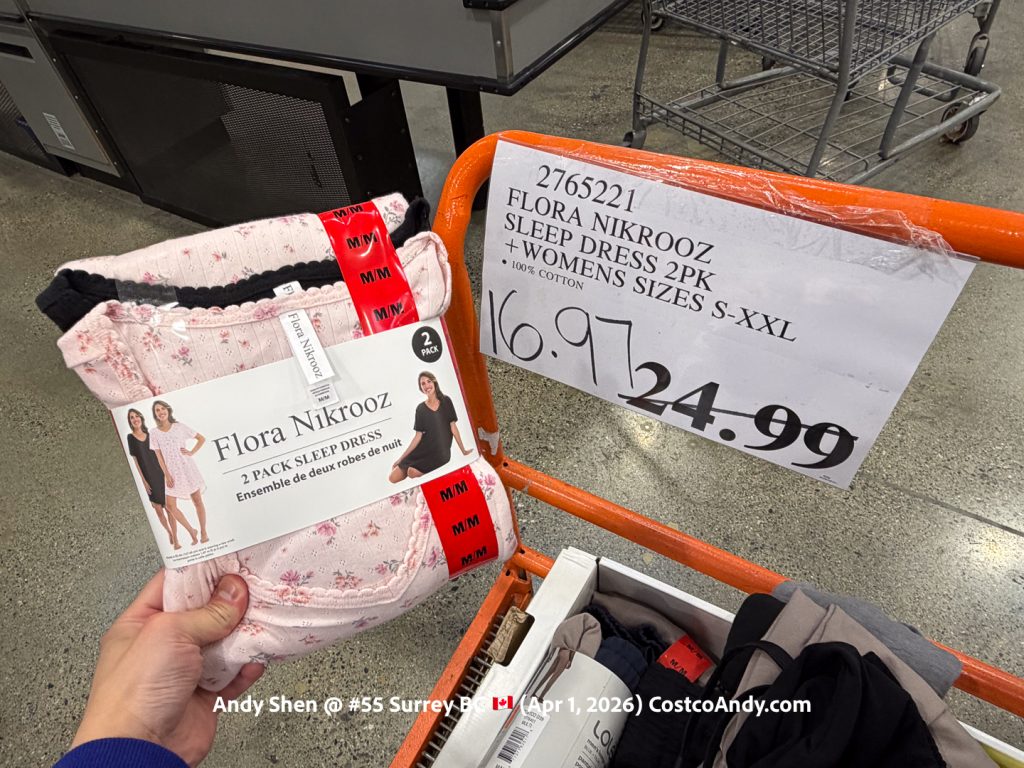 2765221
FLORA NIKROOZ
SLEEP DRESS 2PK
+WOMENS SIZES S-XXL
• 100% COTTON
16.97
24.99
M/M
M/M
M/M
M/M
Flora Nikrooz
M/M
2
PACK
Flora Nikrooz
2 PACK SLEEP DRESS
Ensemble de deux robes de nuit
M/M
M/M
M/M
M/M
Andy Shen @ #55 Surrey BC 🇨🇦 (Apr 1, 2026) CostcoAndy.com